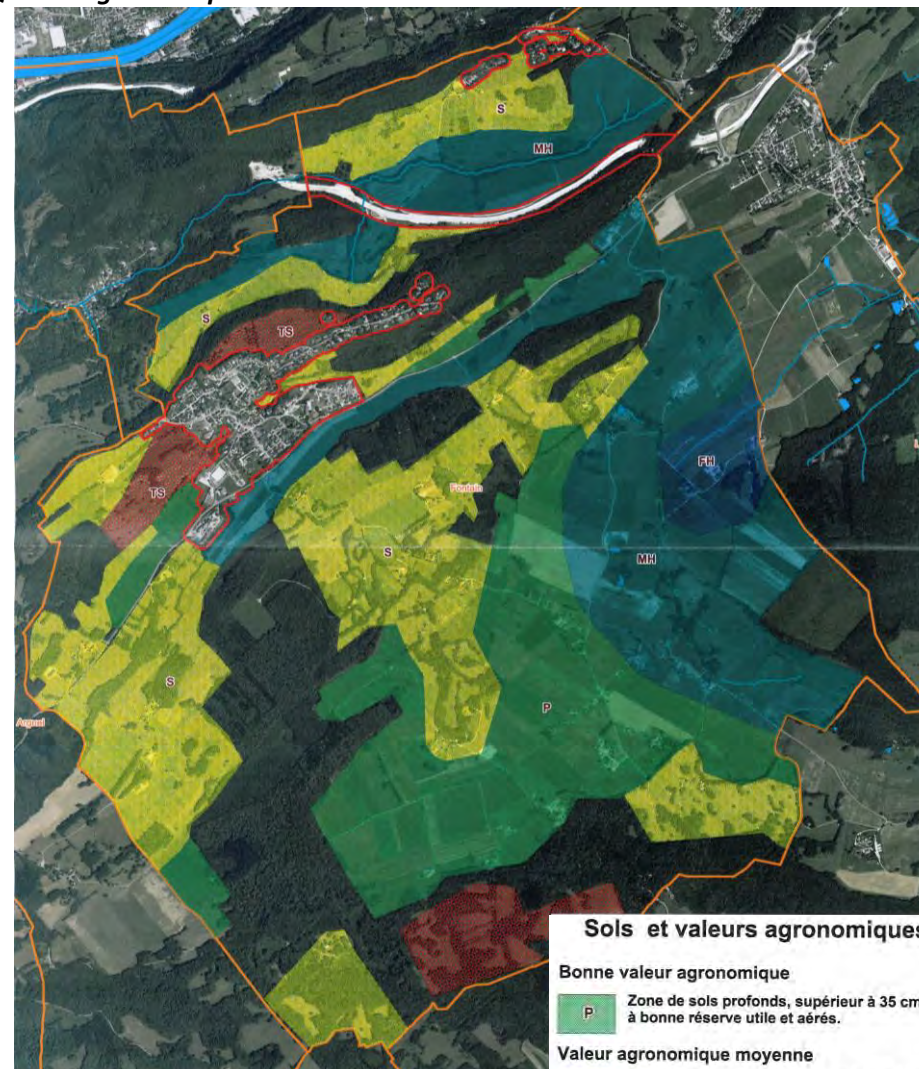 S
MH
S
TS
FH
TS
Fontain
S
MH
S
Arguel
P
Sols et valeurs agronomiques
Bonne valeur agronomique
P
Zone de sols profonds, supérieur à 35 cm
à bonne réserve utile et aérés.
Valeur agronomique moyenne